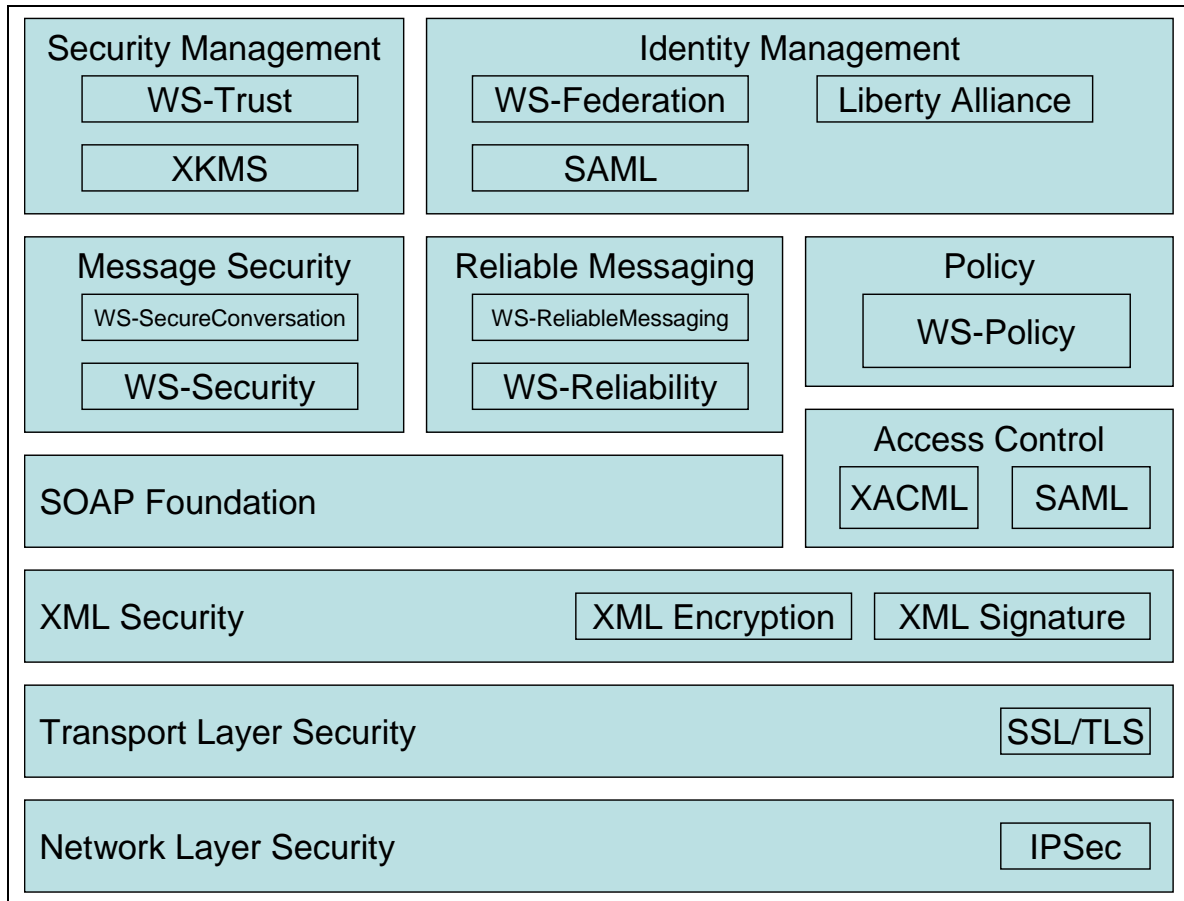 Security Management
WS-Trust
XKMS
Identity Management
WS-Federation
Liberty Alliance
SAML
Message Security
WS-SecureConversation
WS-Security
Reliable Messaging
WS-ReliableMessaging
WS-Reliability
Policy
WS-Policy
Access Control
XACML
SAML
SOAP Foundation
XML Security
XML Encryption
XML Signature
Transport Layer Security
SSL/TLS
Network Layer Security
IPSec